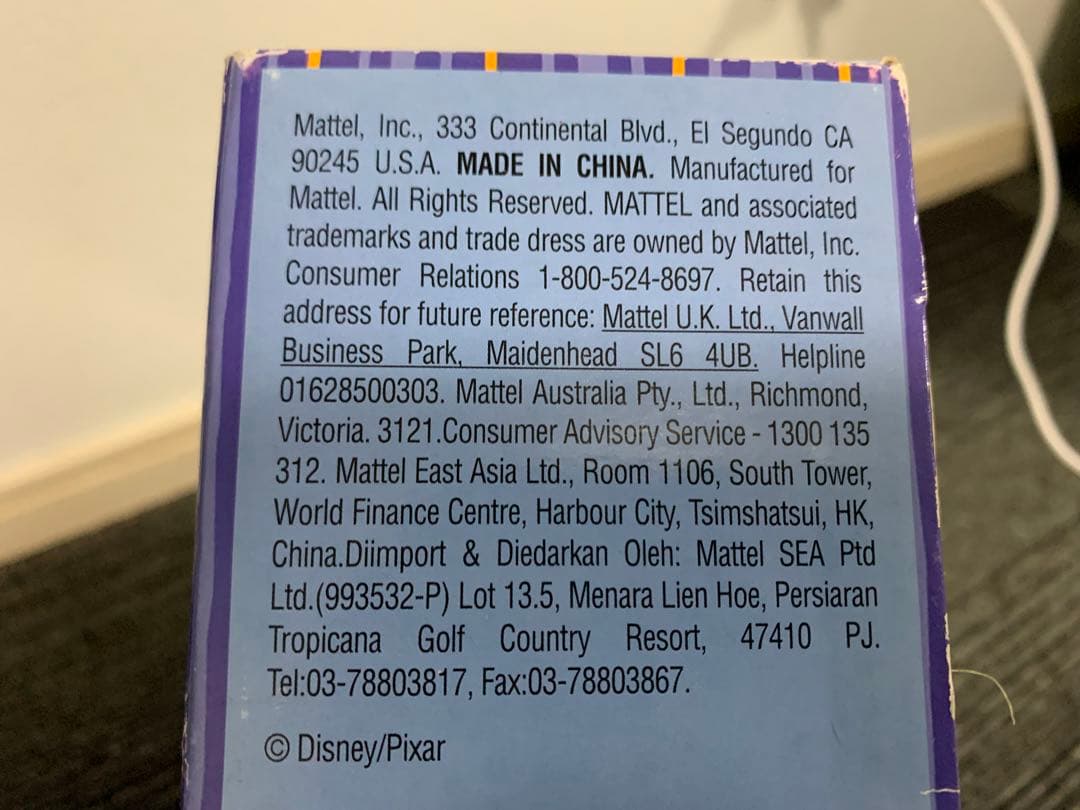 Mattel, Inc., 333 Continental Blvd., El Segundo CA
90245 U.S.A. MADE IN CHINA. Manufactured for
Mattel. All Rights Reserved. MATTEL and associated
trademarks and trade dress are owned by Mattel, Inc.
Consumer Relations 1-800-524-8697. Retain this
address for future reference: Mattel U.K. Ltd., Vanwall
Business Park, Maidenhead SL6 4UB. Helpline
01628500303. Mattel Australia Pty., Ltd., Richmond,
Victoria. 3121.Consumer Advisory Service - 1300 135
312. Mattel East Asia Ltd., Room 1106, South Tower,
World Finance Centre, Harbour City, Tsimshatsui, HK,
China.Diimport & Diedarkan Oleh: Mattel SEA Ptd
Ltd.(993532-P) Lot 13.5, Menara Lien Hoe, Persiaran
Tropicana Golf Country Resort, 47410 PJ.
Tel:03-78803817, Fax:03-78803867.
© Disney/Pixar